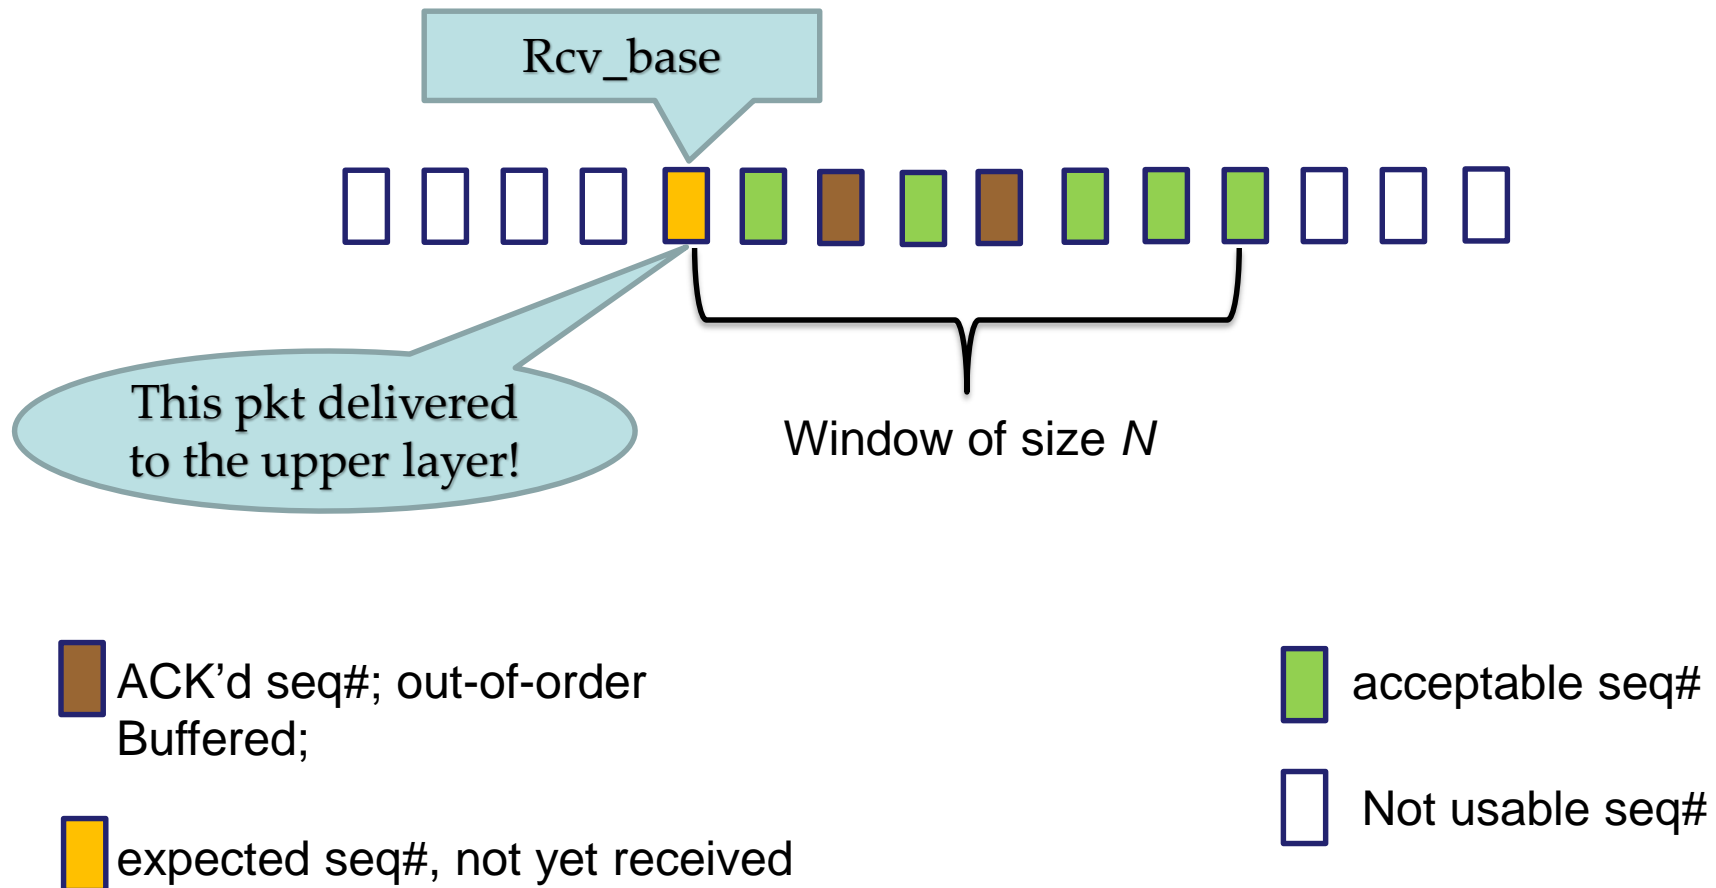 Rcv_base
This pkt delivered
to the upper layer!
Window of size N
ACK’d seq#; out-of-order
Buffered;
acceptable seq#
Not usable seq#
expected seq#, not yet received